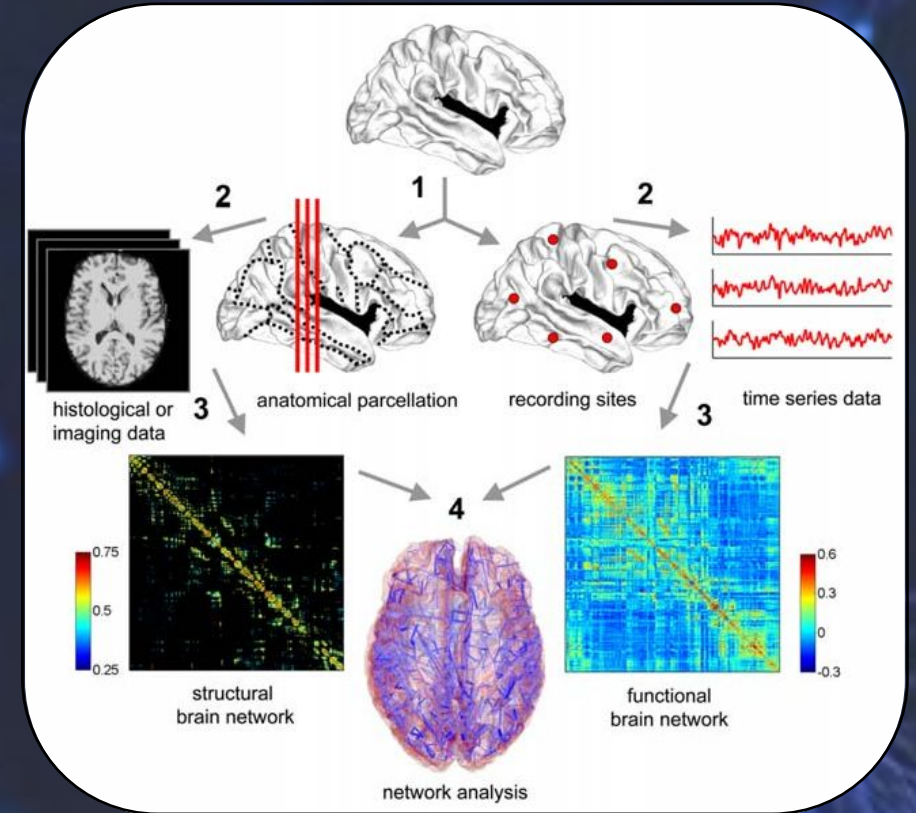 1
2
2
histological or
imaging data
3
anatomical parcellation
recording sites
time series data
3
4
0.75
0.5
0.25
structural
brain network
0.6
0.3
0
-0.3
functional
brain network
network analysis